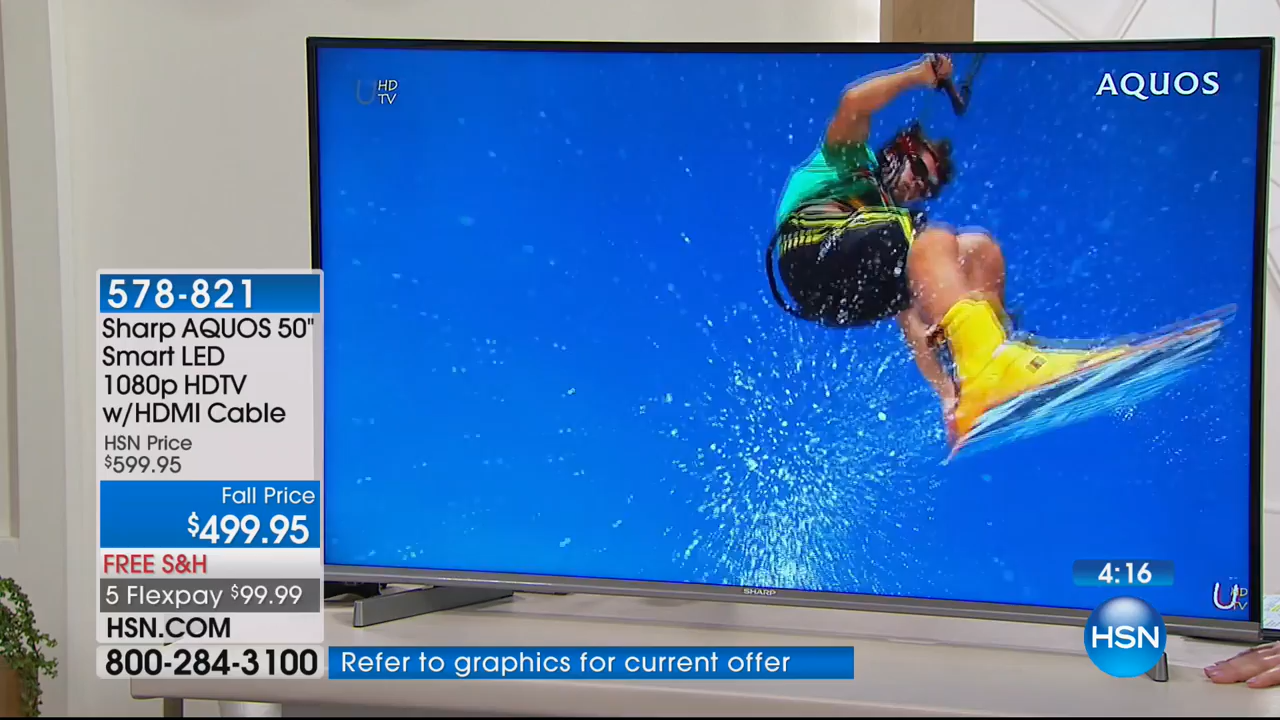 UHD
TV
AQUOS
578-821
Sharp AQUOS 50"
Smart LED
1080p HDTV
w/HDMI Cable
HSN Price
$599.95
Fall Price
$499.95
FREE S&H
5 Flexpay $99.99
HSN.COM
800-284-3100
Refer to graphics for current offer
SHARP
4:16
UHD
TV
HSN